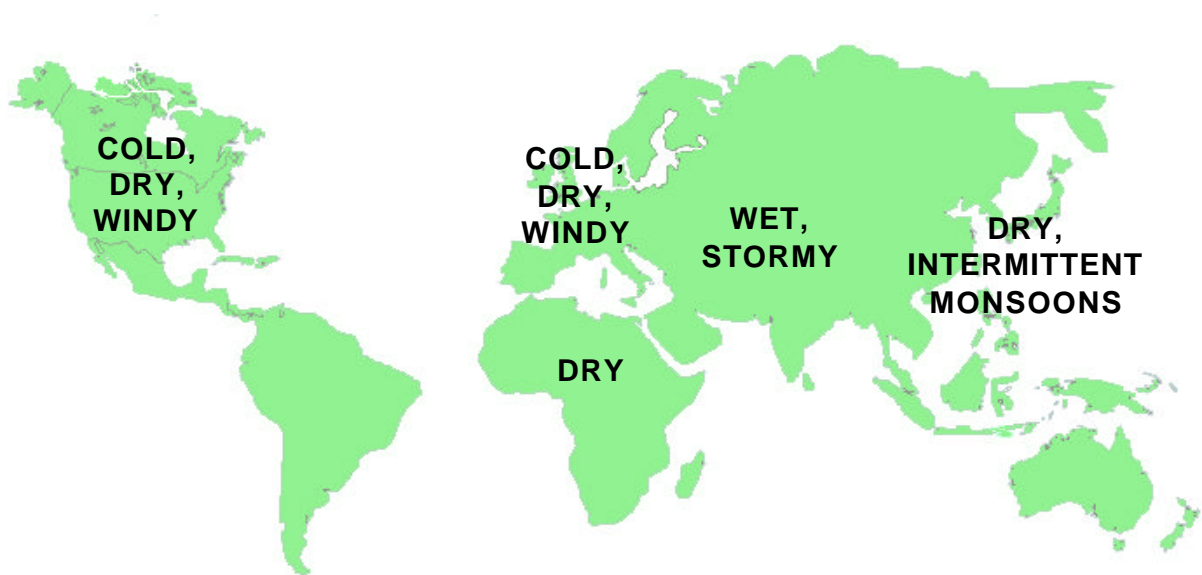 COLD,
DRY,
WINDY
COLD,
DRY,
WINDY
WET,
STORMY
DRY,
INTERMITTENT
MONSOONS
DRY